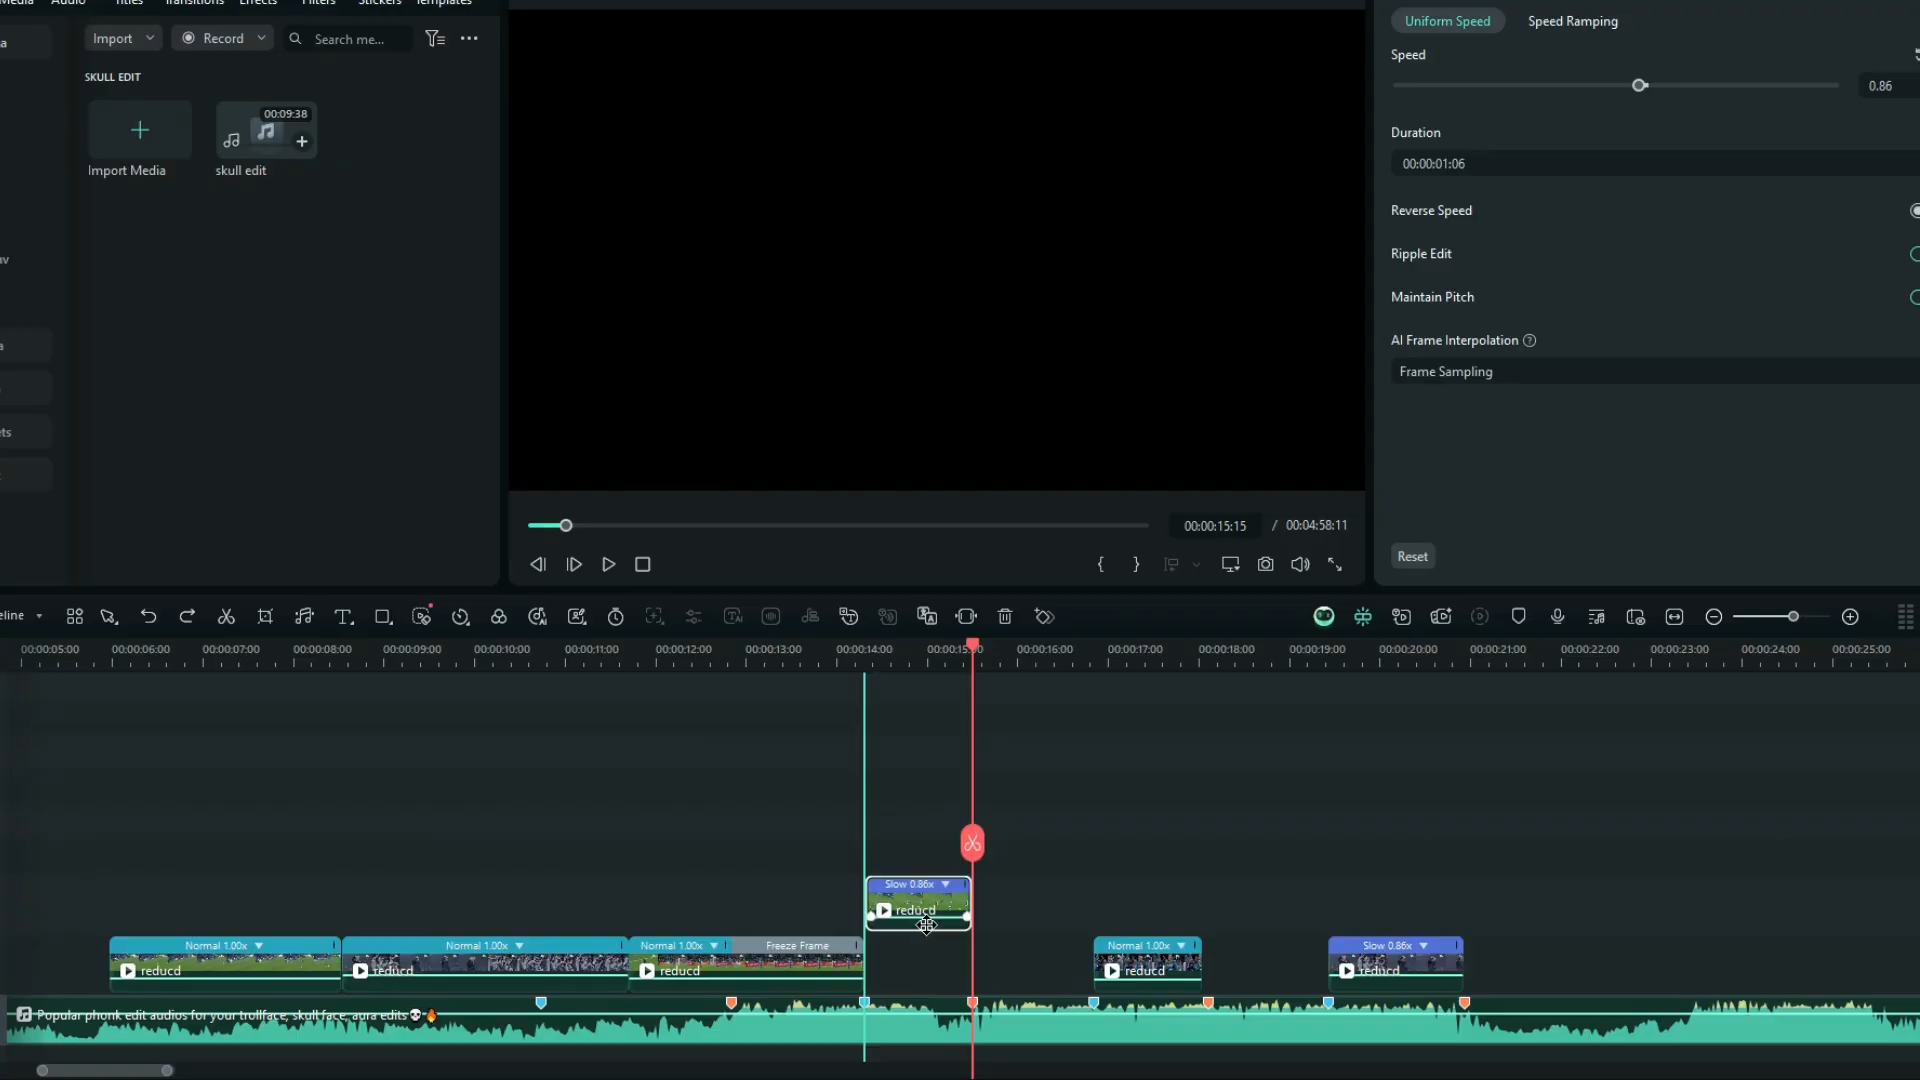 Media Audio Titles Transitions Effects Filters Stickers Templates
Import Record Search me... ...
SKULL EDIT
00:09:38
Import Media skull edit
Uniform Speed Speed Ramping
Speed
0.86
Duration
00:00:01:06
Reverse Speed
Ripple Edit
Maintain Pitch
AI Frame Interpolation ?
Frame Sampling
Reset
00:00:15:15 / 00:04:58:11
eline
00:00:05:00 00:00:06:00 00:00:07:00 00:00:08:00 00:00:09:00 00:00:10:00 00:00:11:00 00:00:12:00 00:00:13:00 00:00:14:00 00:00:15:00 00:00:16:00 00:00:17:00 00:00:18:00 00:00:19:00 00:00:20:00 00:00:21:00 00:00:22:00 00:00:23:00 00:00:24:00 00:00:25:00
Slow 0.86x
reducd
Normal 1.00x Normal 1.00x Normal 1.00x Freeze Frame Normal 1.00x Slow 0.86x
reducd reducd reducd reducd reducd
Popular phonk edit audios for your trollface, skull face, aura edits💀🔥